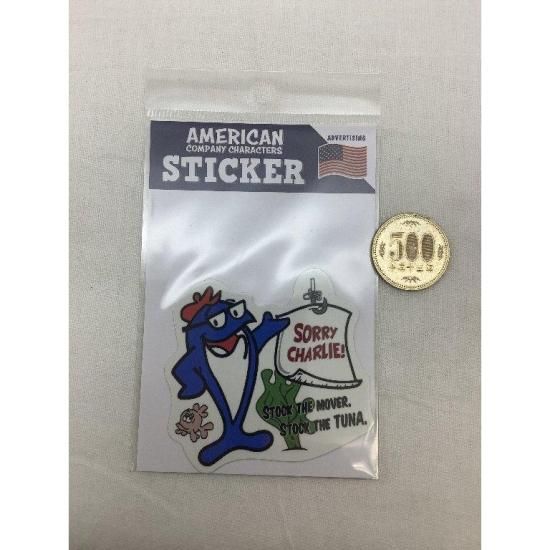 AMERICAN
COMPANY CHARACTERS
STICKER
ADVERTISING
SORRY
CHARLIE!
STOCK THE MOVER.
STOCK THE TUNA.
500